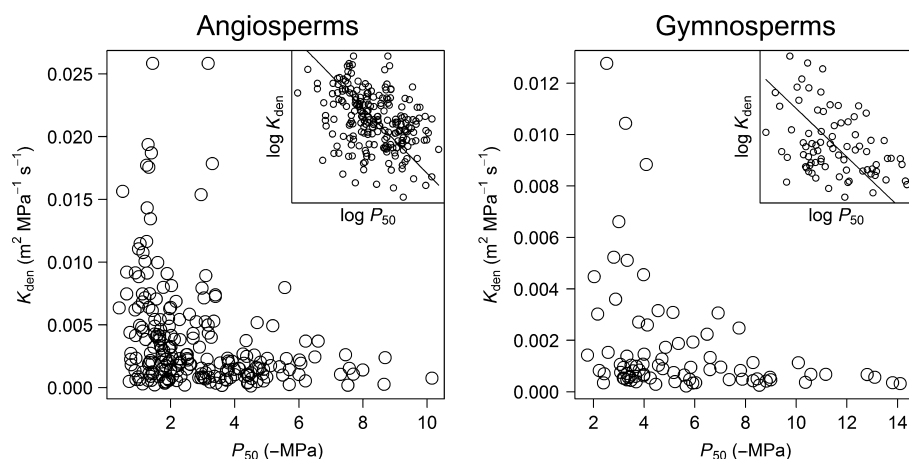 Angiosperms
Gymnosperms
K_den (m² MPa⁻¹ s⁻¹)
0.025
0.020
0.015
0.010
0.005
0.000
log K_den
log P₅₀
2 4 6 8 10
P₅₀ (−MPa)
K_den (m² MPa⁻¹ s⁻¹)
0.012
0.010
0.008
0.006
0.004
0.002
0.000
log K_den
log P₅₀
2 4 6 8 10 12 14
P₅₀ (−MPa)